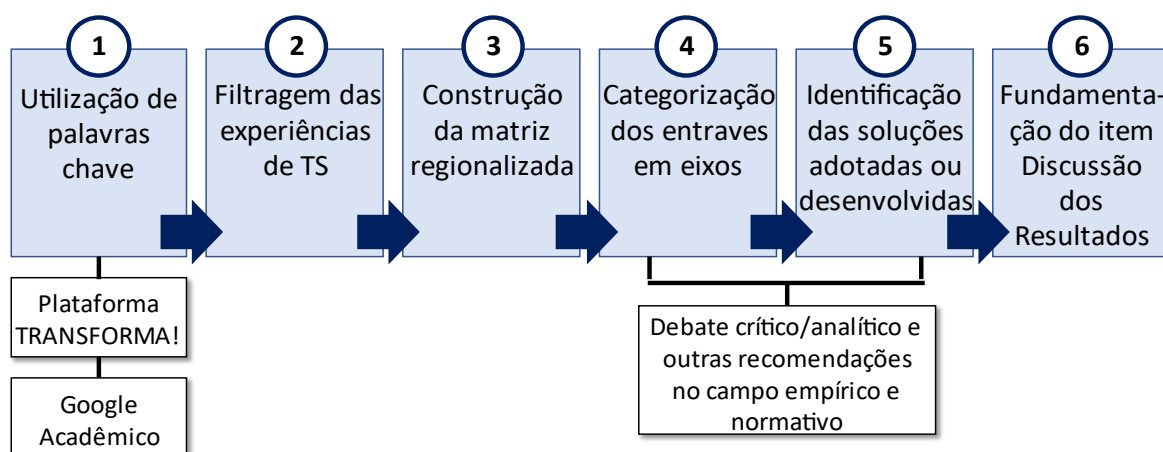 1
Utilização de
palavras
chave
2
Filtragem das
experiências
de TS
3
Construção
da matriz
regionalizada
4
Categorização
dos entraves
em eixos
5
Identificação
das soluções
adotadas ou
desenvolvidas
6
Fundamenta-
ção do item
Discussão
dos
Resultados
Plataforma
TRANSFORMA!
Google
Acadêmico
Debate crítico/analítico e
outras recomendações
no campo empírico e
normativo